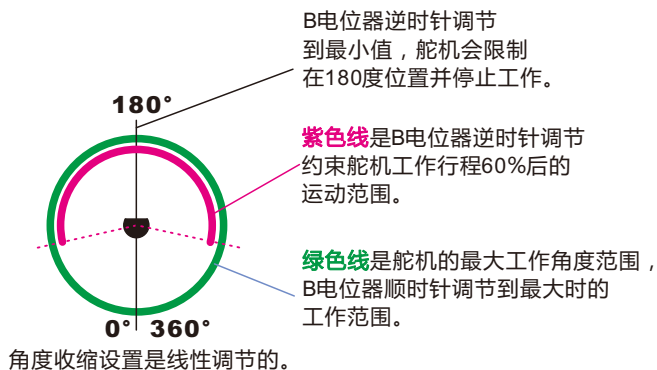 B电位器逆时针调节
到最小值，舵机会限制
在180度位置并停止工作。
180°
紫色线是B电位器逆时针调节
约束舵机工作行程60%后的
运动范围。
绿色线是舵机的最大工作角度范围，
B电位器顺时针调节到最大时的
工作范围。
0° 360°
角度收缩设置是线性调节的。